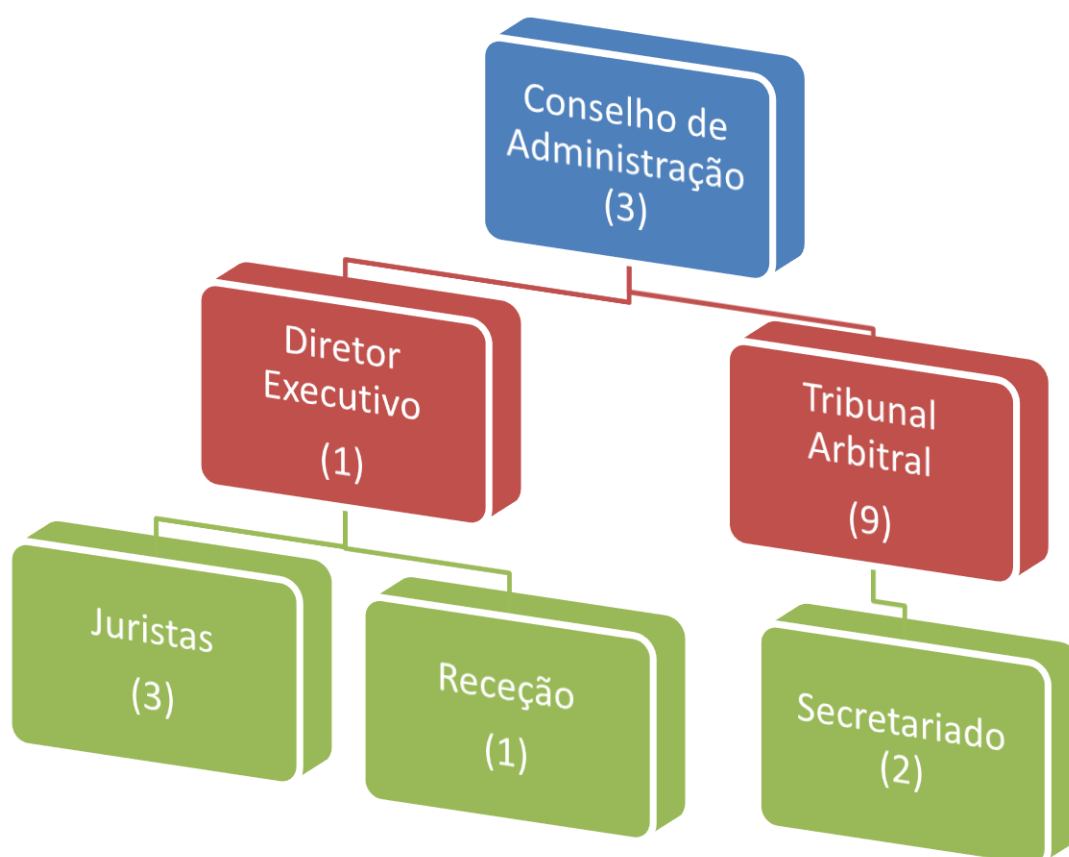 Conselho de
Administração
(3)
Diretor
Executivo
(1)
Tribunal
Arbitral
(9)
Juristas
(3)
Receção
(1)
Secretariado
(2)